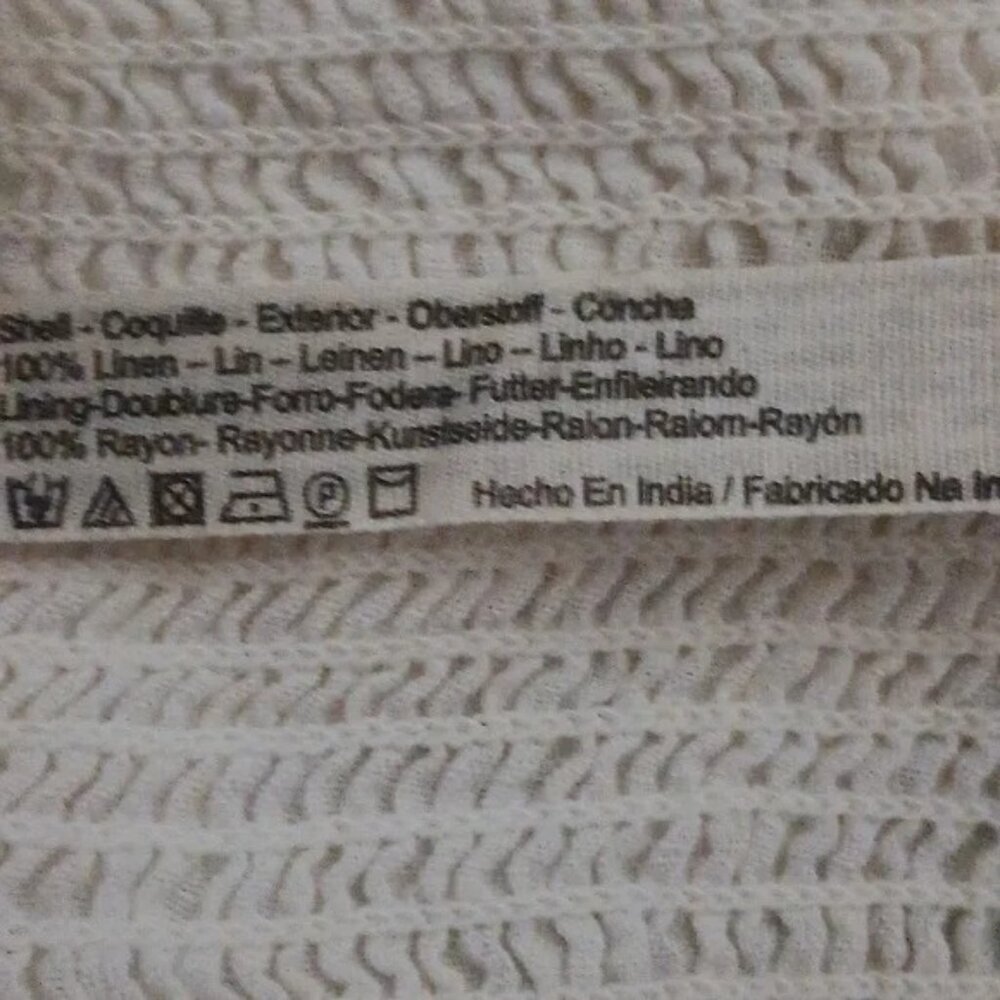 Shell - Coquille - Exterior - Oberstoff - Concha
100% Linen – Lin – Leinen – Lino – Linho - Lino
Lining-Doublure-Forro-Fodera- Futter-Enfileirando
100% Rayon- Rayonne-Kunstseide-Raion-Raiom-Rayón
P Hecho En India / Fabricado Na In